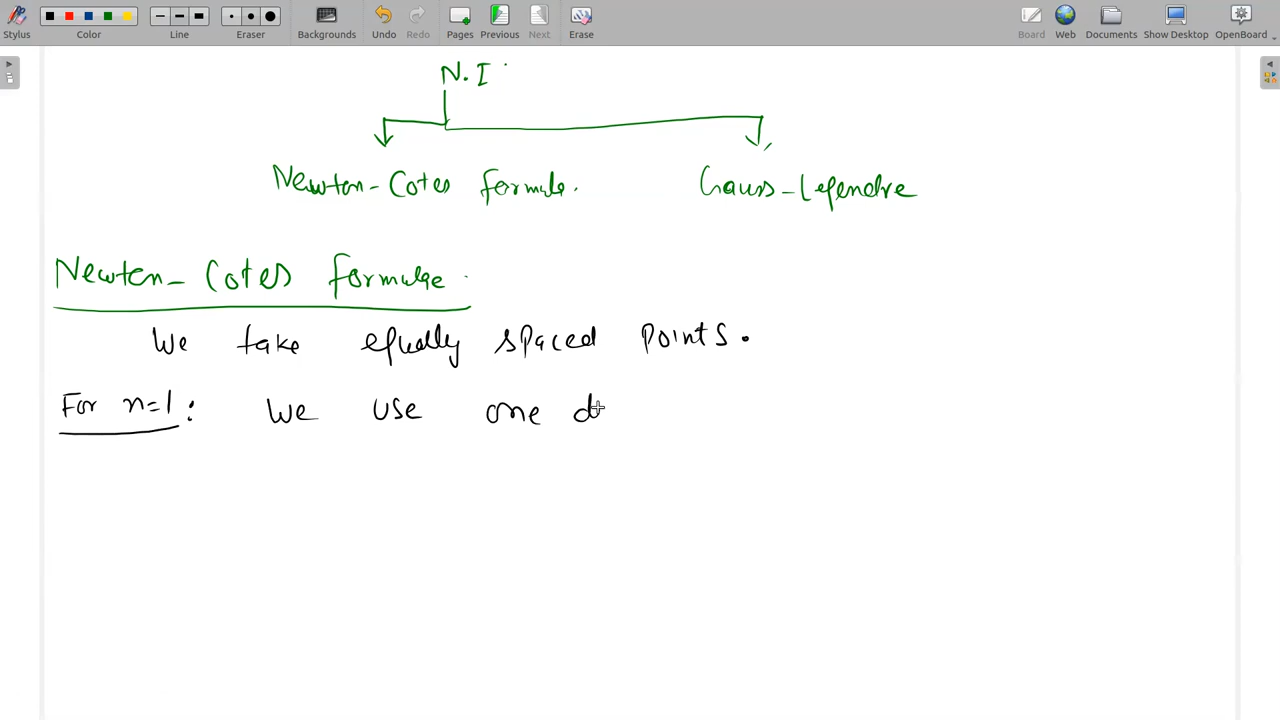 Stylus Color Line Eraser Backgrounds Undo Redo Pages Previous Next Erase Board Web Documents Show Desktop OpenBoard
N.I
Newton-Cotes formule. Gauss-Legendre
Newton-Cotes formulae.
We take equally spaced points.
For n=1: We use one d